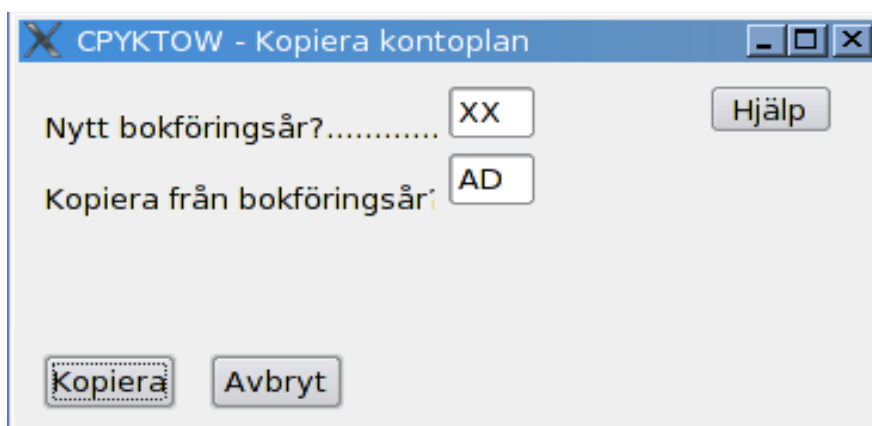 CPYKTOW - Kopiera kontoplan
Nytt bokföringsår?............ XX Hjälp
Kopiera från bokföringsår? AD
Kopiera Avbryt